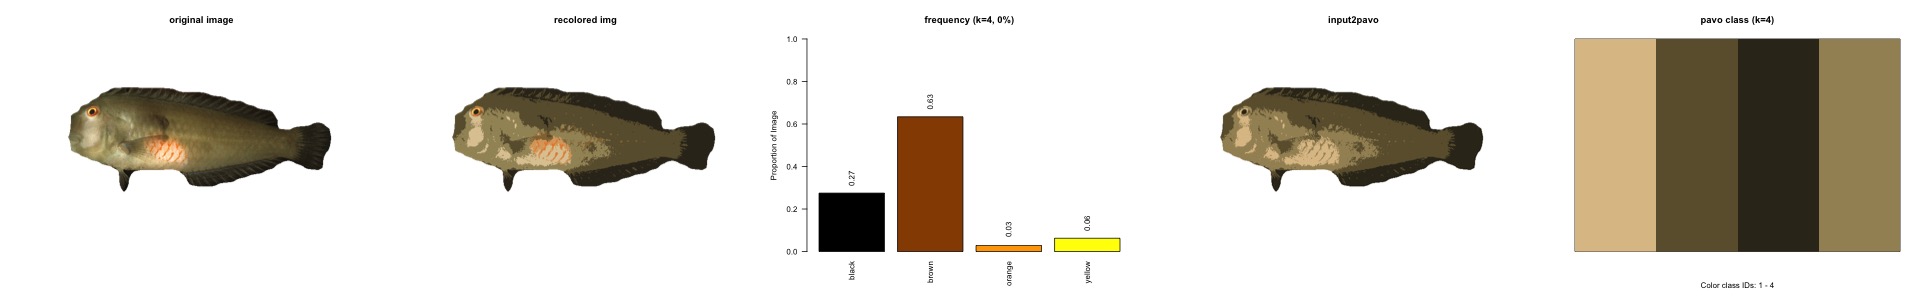 original image
recolored img
frequency (k=4, 0%)
input2pavo
pavo class (k=4)
Proportion of Image
1.0
0.8
0.6
0.4
0.2
0.0
0.27
0.63
0.03
0.06
black
brown
orange
yellow
Color class IDs: 1 - 4